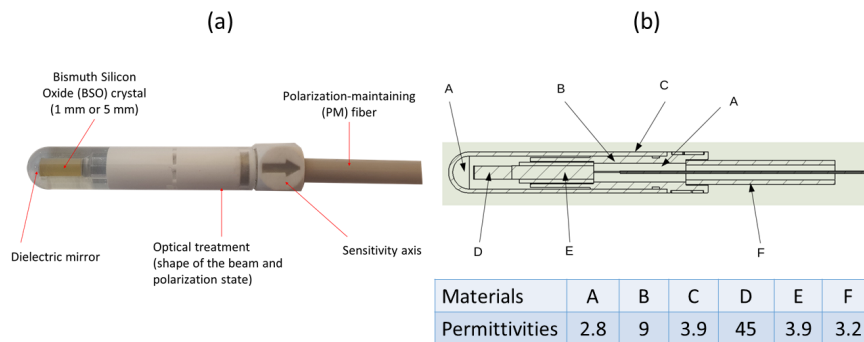 (a)
Bismuth Silicon
Oxide (BSO) crystal
(1 mm or 5 mm)
Polarization-maintaining
(PM) fiber
Dielectric mirror
Optical treatment
(shape of the beam and
polarization state)
Sensitivity axis
(b)
A
B
C
A
D
E
F
Materials A B C D E F
Permittivities 2.8 9 3.9 45 3.9 3.2